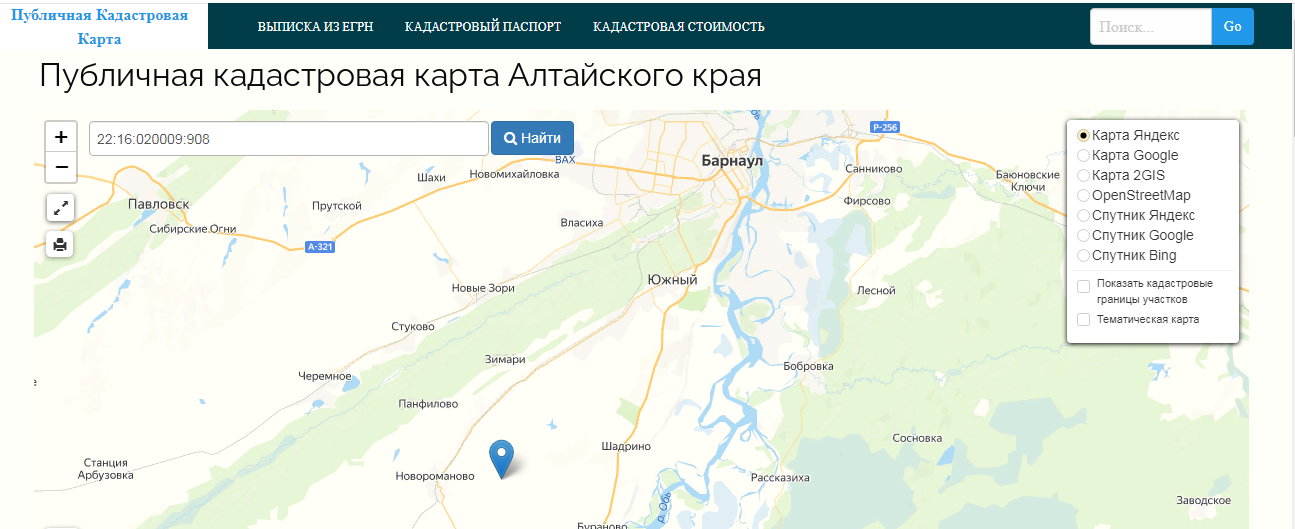 Публичная Кадастровая
Карта
ВЫПИСКА ИЗ ЕГРН
КАДАСТРОВЫЙ ПАСПОРТ
КАДАСТРОВАЯ СТОИМОСТЬ
Поиск...
Go
Публичная кадастровая карта Алтайского края
+
−
22:16:020009:908
Найти
Карта Яндекс
Карта Google
Карта 2GIS
OpenStreetMap
Спутник Яндекс
Спутник Google
Спутник Bing
Показать кадастровые
границы участков
Тематическая карта
Р-256
ВАХ
Барнаул
Шахи
Новомихайловка
Санниково
Баюновские
Ключи
Павловск
Прутской
Фирсово
Сибирские Огни
Власиха
А-321
Южный
Новые Зори
Лесной
Стуково
Зимари
Бобровка
Черемное
е
Панфилово
Сосновка
Шадрино
Станция
Арбузовка
Новороманово
Рассказиха
Заводское
р. Обь
Бураново